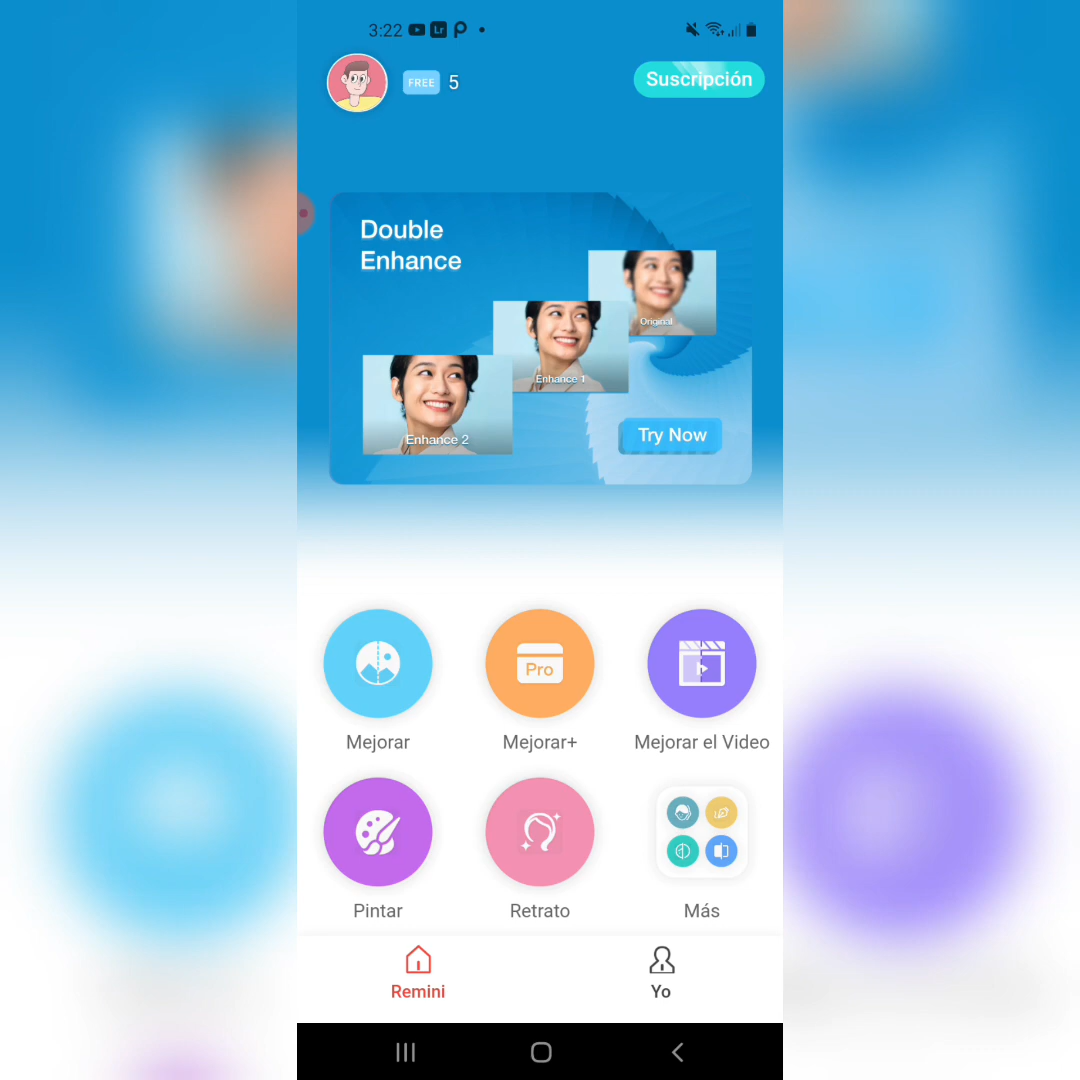 3:22
Lr
FREE 5
Suscripción
Double
Enhance
Original
Enhance 1
Enhance 2
Try Now
Pro
Mejorar
Mejorar+
Mejorar el Video
Pintar
Retrato
Más
Remini
Yo